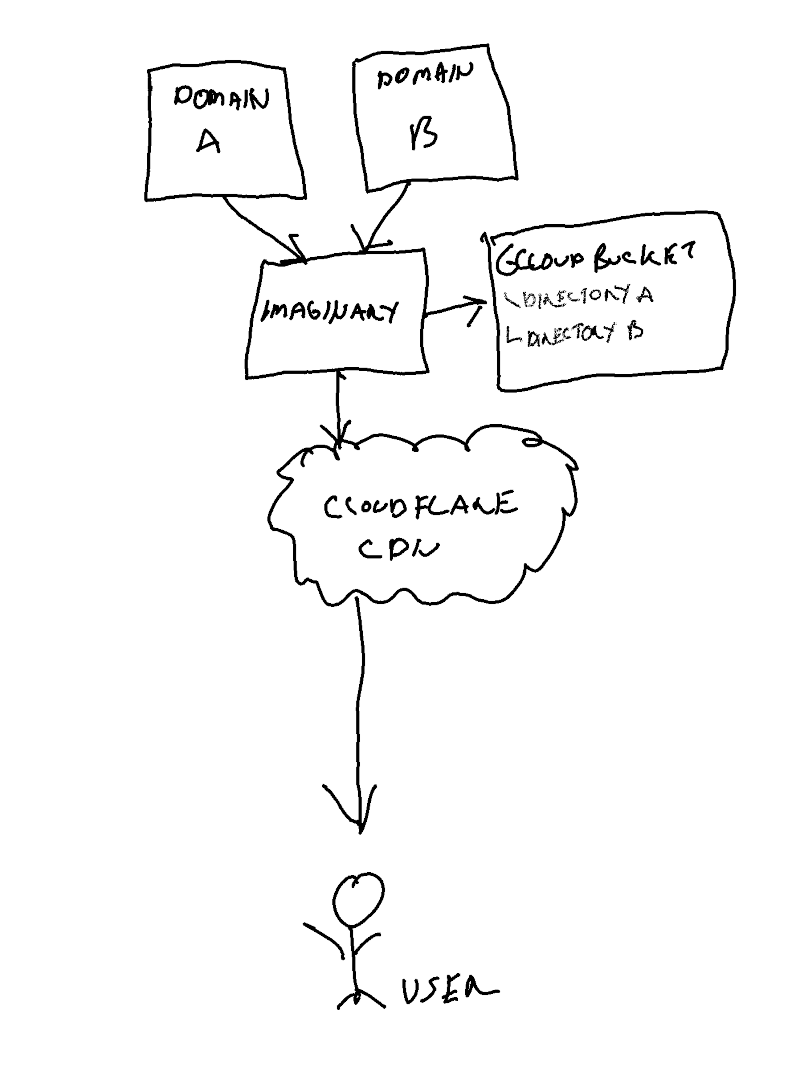 DOMAIN
A
DOMAIN
B
IMAGINARY
GCLOUD BUCKET
DIRECTORY A
DIRECTORY B
CLOUDFLARE
CDN
USER